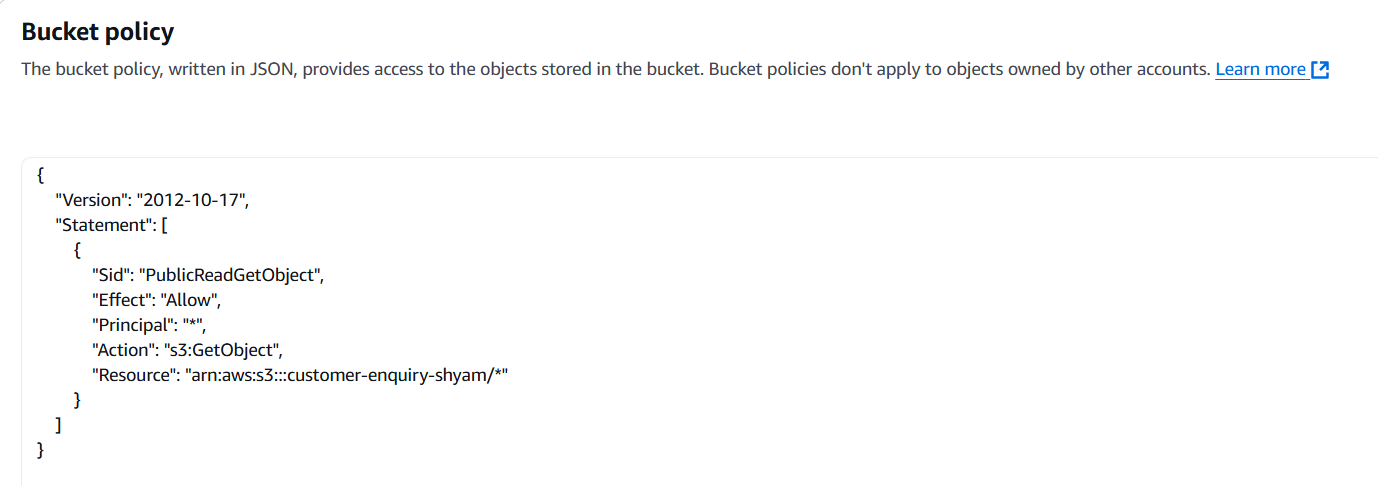 Bucket policy
The bucket policy, written in JSON, provides access to the objects stored in the bucket. Bucket policies don't apply to objects owned by other accounts. Learn more
{
"Version": "2012-10-17",
"Statement": [
{
"Sid": "PublicReadGetObject",
"Effect": "Allow",
"Principal": "*",
"Action": "s3:GetObject",
"Resource": "arn:aws:s3:::customer-enquiry-shyam/*"
}
]
}